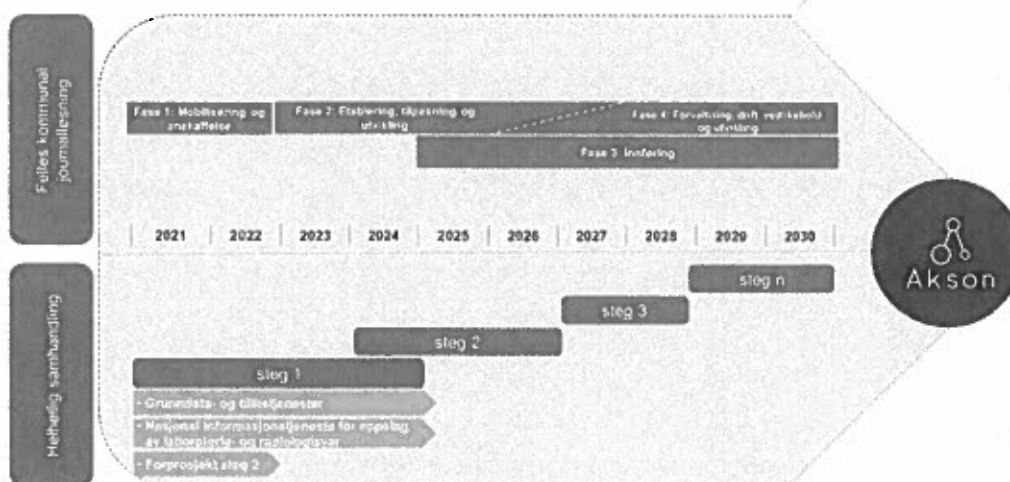 Felles kommunal
journalløsning
Fase 1: Mobilisering og
anskaffelse
Fase 2: Etablering, tilpasning og
utvikling
Fase 4: Forvaltning, drift, vedlikehold
og utvikling
Fase 3: Innføring
2021 2022 2023 2024 2025 2026 2027 2028 2029 2030
Akson
Helhetlig samhandling
steg n
steg 3
steg 2
steg 1
- Grunndata- og tillitstjenester
- Nasjonal informasjonstjeneste for oppslag
av laboratorie- og radiologisvar
- Forprosjekt steg 2